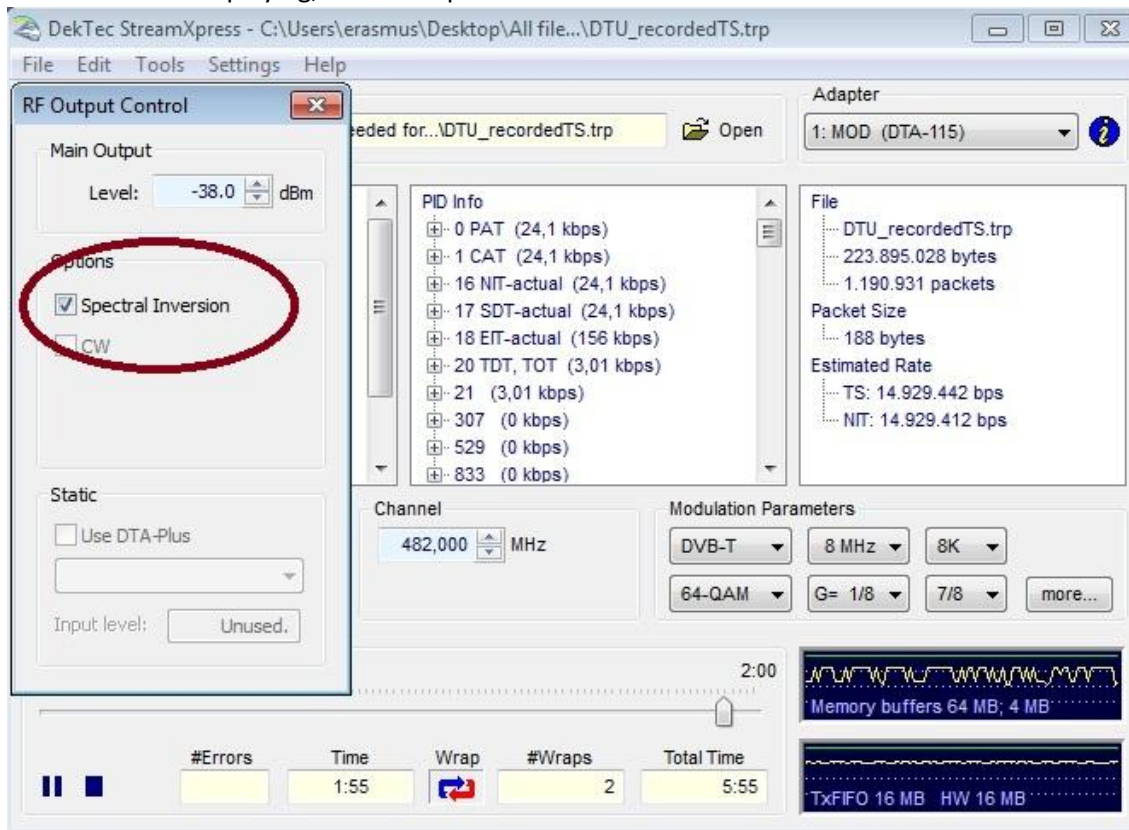 DekTec StreamXpress - C:\Users\erasmus\Desktop\All file...\DTU_recordedTS.trp
File Edit Tools Settings Help
RF Output Control
Main Output
Level: -38.0 dBm
Options
Spectral Inversion
CW
Static
Use DTA-Plus
Input level: Unused.
eeded for...\DTU_recordedTS.trp
Open
Adapter
1: MOD (DTA-115)
PID Info
0 PAT (24,1 kbps)
1 CAT (24,1 kbps)
16 NIT-actual (24,1 kbps)
17 SDT-actual (24,1 kbps)
18 EIT-actual (156 kbps)
20 TDT, TOT (3,01 kbps)
21 (3,01 kbps)
307 (0 kbps)
529 (0 kbps)
833 (0 kbps)
File
DTU_recordedTS.trp
223.895.028 bytes
1.190.931 packets
Packet Size
188 bytes
Estimated Rate
TS: 14.929.442 bps
NIT: 14.929.412 bps
Channel
482,000 MHz
Modulation Parameters
DVB-T 8 MHz 8K
64-QAM G= 1/8 7/8 more...
2:00
#Errors Time Wrap #Wraps Total Time
1:55 2 5:55
Memory buffers 64 MB; 4 MB
TxFIFO 16 MB HW 16 MB